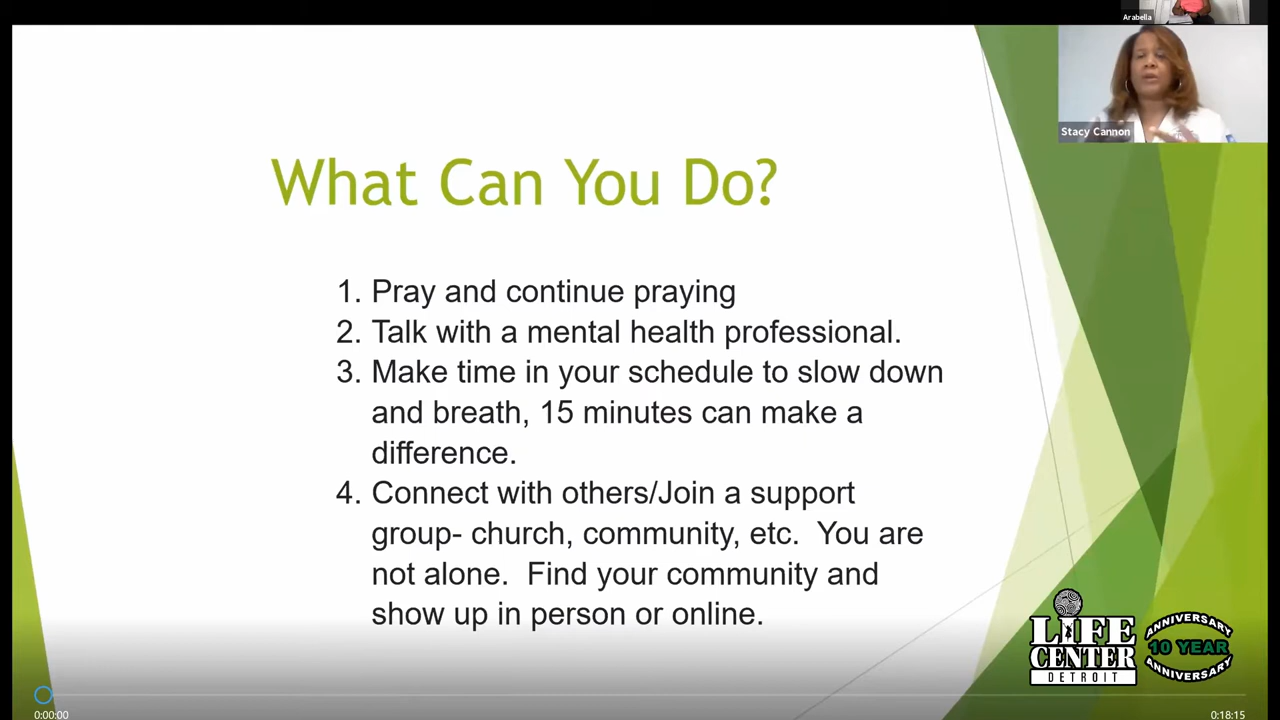 Arabella
Stacy Cannon
What Can You Do?
1. Pray and continue praying
2. Talk with a mental health professional.
3. Make time in your schedule to slow down
and breath, 15 minutes can make a
difference.
4. Connect with others/Join a support
group- church, community, etc.  You are
not alone.  Find your community and
show up in person or online.
LIFE
CENTER
DETROIT
ANNIVERSARY
10 YEAR
ANNIVERSARY
0:00:00
0:18:15